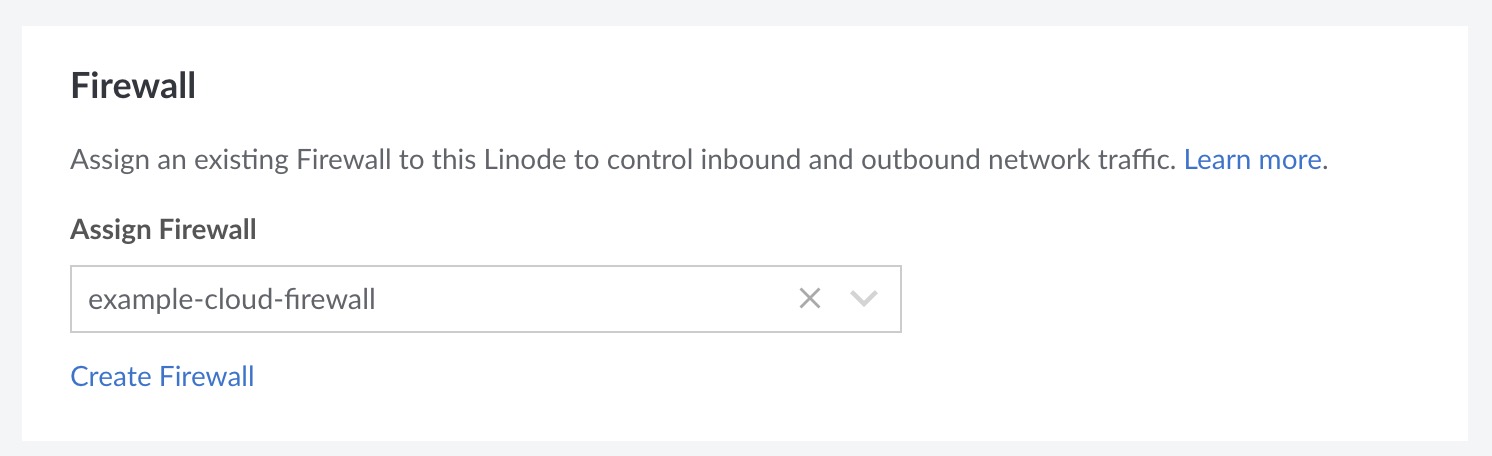 Firewall
Assign an existing Firewall to this Linode to control inbound and outbound network traffic. Learn more.
Assign Firewall
example-cloud-firewall
Create Firewall